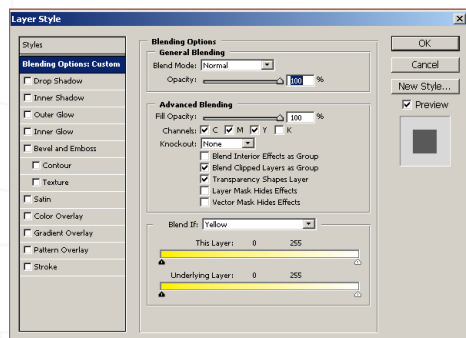 Layer Style
Styles
Blending Options: Custom
Drop Shadow
Inner Shadow
Outer Glow
Inner Glow
Bevel and Emboss
Contour
Texture
Satin
Color Overlay
Gradient Overlay
Pattern Overlay
Stroke
Blending Options
General Blending
Blend Mode: Normal
Opacity: 100 %
Advanced Blending
Fill Opacity: 100 %
Channels: C M Y K
Knockout: None
Blend Interior Effects as Group
Blend Clipped Layers as Group
Transparency Shapes Layer
Layer Mask Hides Effects
Vector Mask Hides Effects
Blend If: Yellow
This Layer: 0 255
Underlying Layer: 0 255
OK
Cancel
New Style...
Preview